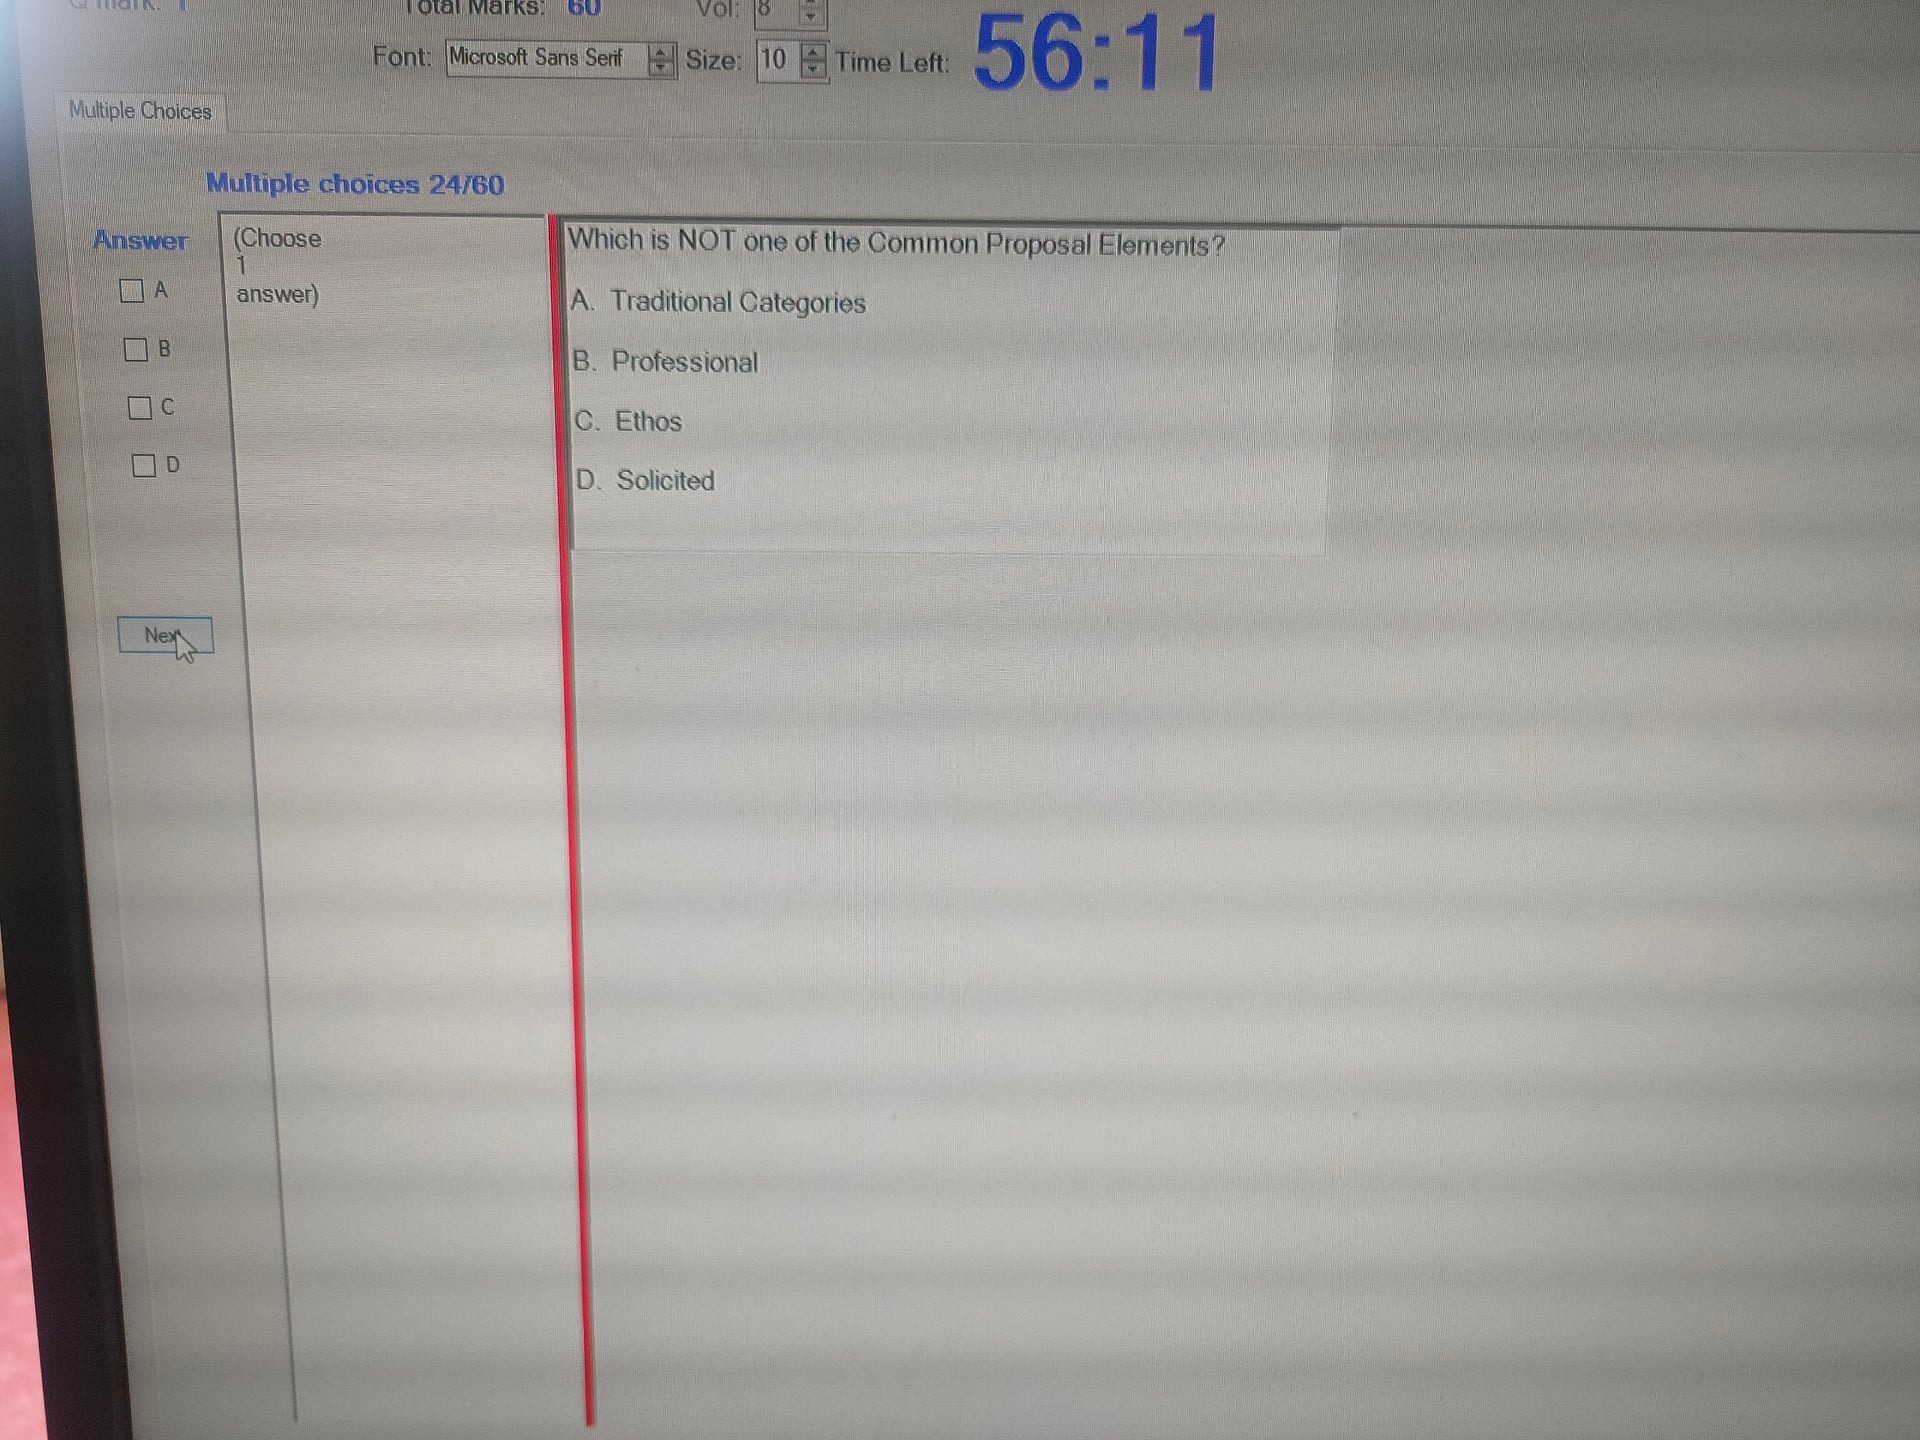 Q mark: 1 Total Marks: 60 Vol: 8
Font: Microsoft Sans Serif Size: 10 Time Left: 56:11
Multiple Choices
Multiple choices 24/60
Answer
A
B
C
D
Nex
(Choose
1
answer)
Which is NOT one of the Common Proposal Elements?
A. Traditional Categories
B. Professional
C. Ethos
D. Solicited